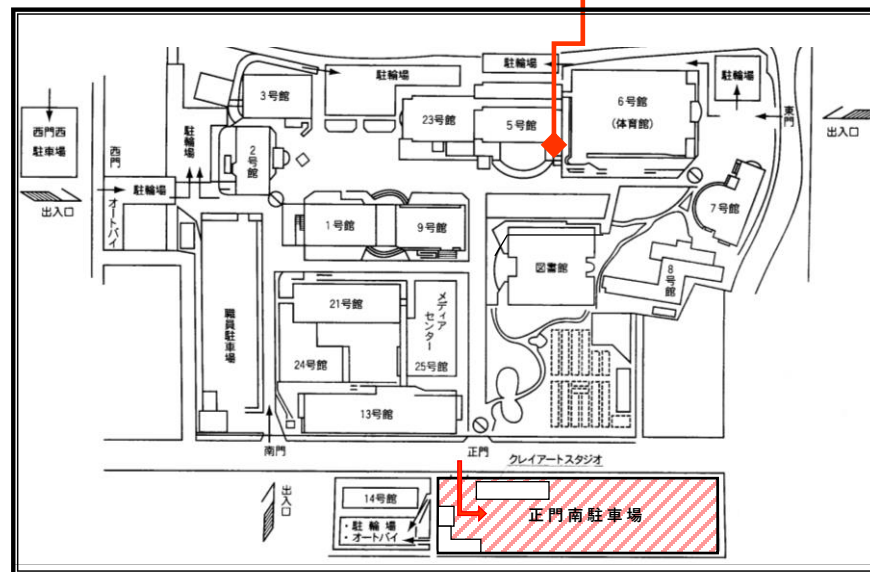 駐輪場
3号館
駐輪場
23号館
5号館
6号館
(体育館)
駐輪場
東門
出入口
西門西
駐車場
西門
駐輪場
2号館
駐輪場
出入口
オートバイ
1号館
9号館
7号館
図書館
8号館
職員駐車場
21号館
メディア
センター
24号館
25号館
13号館
南門
正門
クレイアートスタジオ
出入口
14号館
・駐輪場
・オートバイ
正門南駐車場